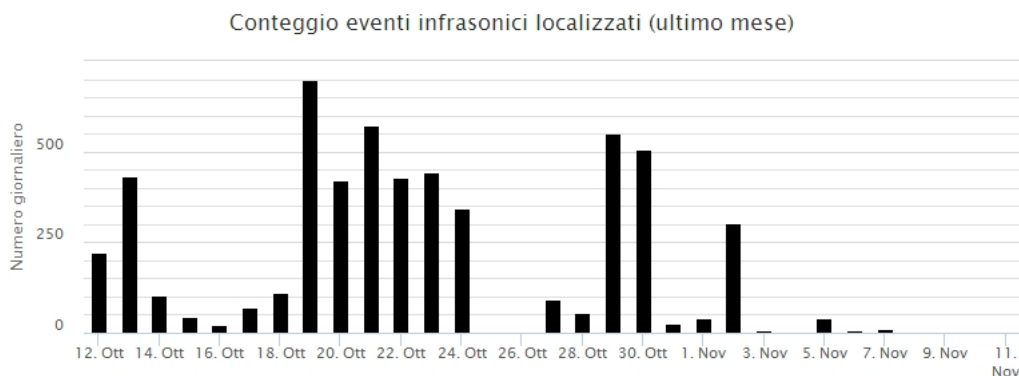 Conteggio eventi infrasonici localizzati (ultimo mese)
Numero giornaliero
500
250
0
12. Ott 14. Ott 16. Ott 18. Ott 20. Ott 22. Ott 24. Ott 26. Ott 28. Ott 30. Ott 1. Nov 3. Nov 5. Nov 7. Nov 9. Nov 11.
Nov